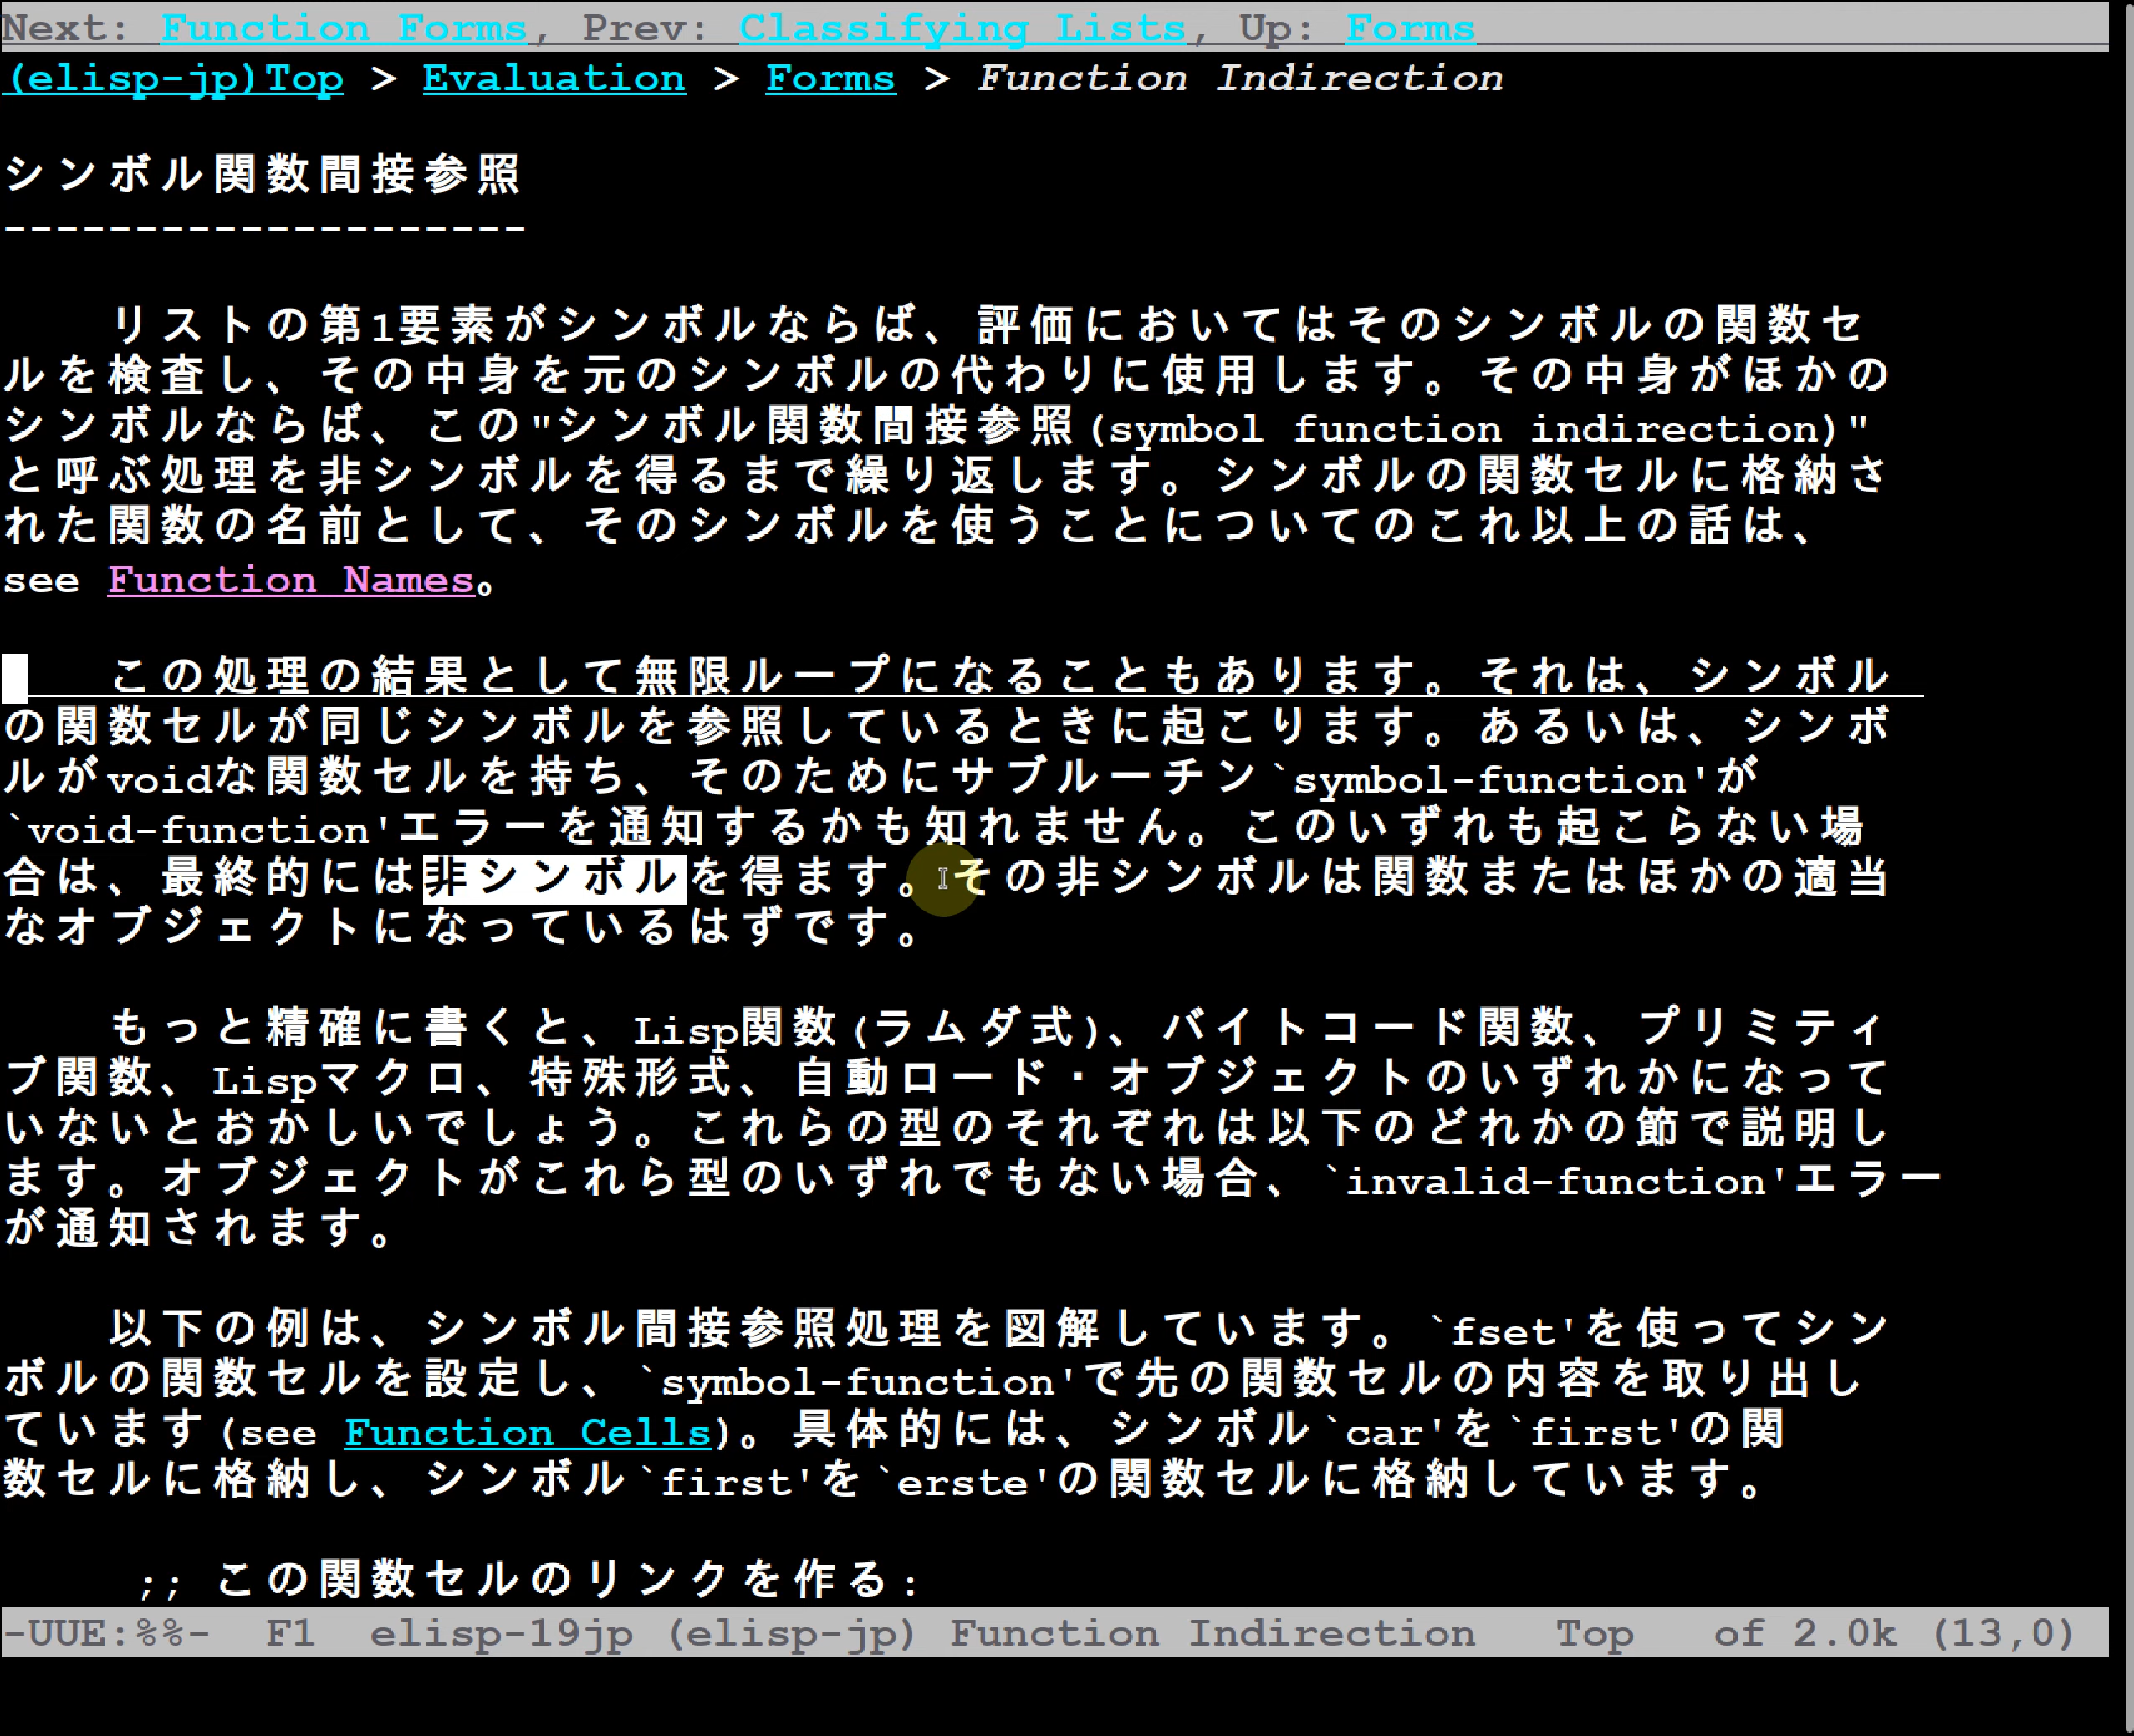 Next: Function Forms, Prev: Classifying Lists, Up: Forms
(elisp-jp)Top > Evaluation > Forms > Function Indirection
シンボル関数間接参照
--------------------
リストの第1要素がシンボルならば、評価においてはそのシンボルの関数セ
ルを検査し、その中身を元のシンボルの代わりに使用します。その中身がほかの
シンボルならば、この"シンボル関数間接参照(symbol function indirection)"
と呼ぶ処理を非シンボルを得るまで繰り返します。シンボルの関数セルに格納さ
れた関数の名前として、そのシンボルを使うことについてのこれ以上の話は、
see Function Names。
この処理の結果として無限ループになることもあります。それは、シンボル
の関数セルが同じシンボルを参照しているときに起こります。あるいは、シンボ
ルがvoidな関数セルを持ち、そのためにサブルーチン`symbol-function'が
`void-function'エラーを通知するかも知れません。このいずれも起こらない場
合は、最終的には非シンボルを得ます。その非シンボルは関数またはほかの適当
なオブジェクトになっているはずです。
もっと精確に書くと、Lisp関数(ラムダ式)、バイトコード関数、プリミティ
ブ関数、Lispマクロ、特殊形式、自動ロード・オブジェクトのいずれかになって
いないとおかしいでしょう。これらの型のそれぞれは以下のどれかの節で説明し
ます。オブジェクトがこれら型のいずれでもない場合、`invalid-function'エラー
が通知されます。
以下の例は、シンボル間接参照処理を図解しています。`fset'を使ってシン
ボルの関数セルを設定し、`symbol-function'で先の関数セルの内容を取り出し
ています(see Function Cells)。具体的には、シンボル`car'を`first'の関
数セルに格納し、シンボル`first'を`erste'の関数セルに格納しています。
;; この関数セルのリンクを作る:
-UUE:%%-  F1  elisp-19jp (elisp-jp) Function Indirection   Top   of 2.0k (13,0)